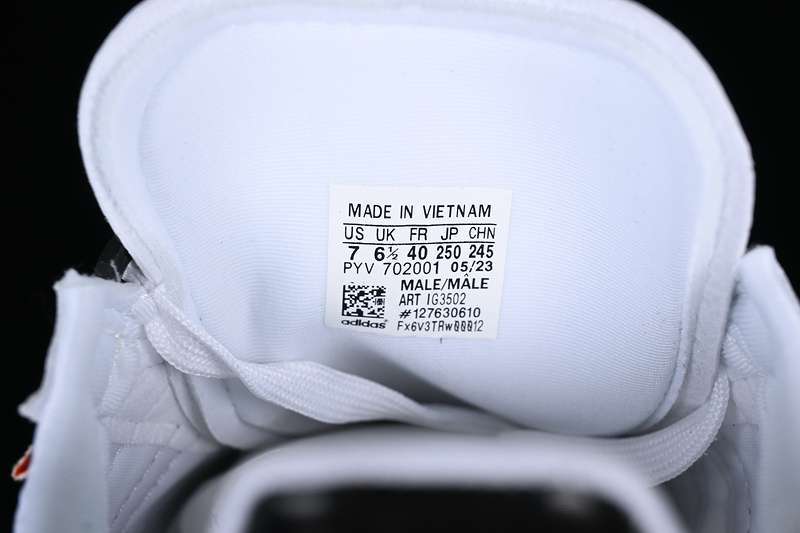 MADE IN VIETNAM
US UK FR JP CHN
7 6½ 40 250 245
PYV 702001 05/23
MALE/MÂLE
ART IG3502
#127630610
adidas Fx6V3TRw00012